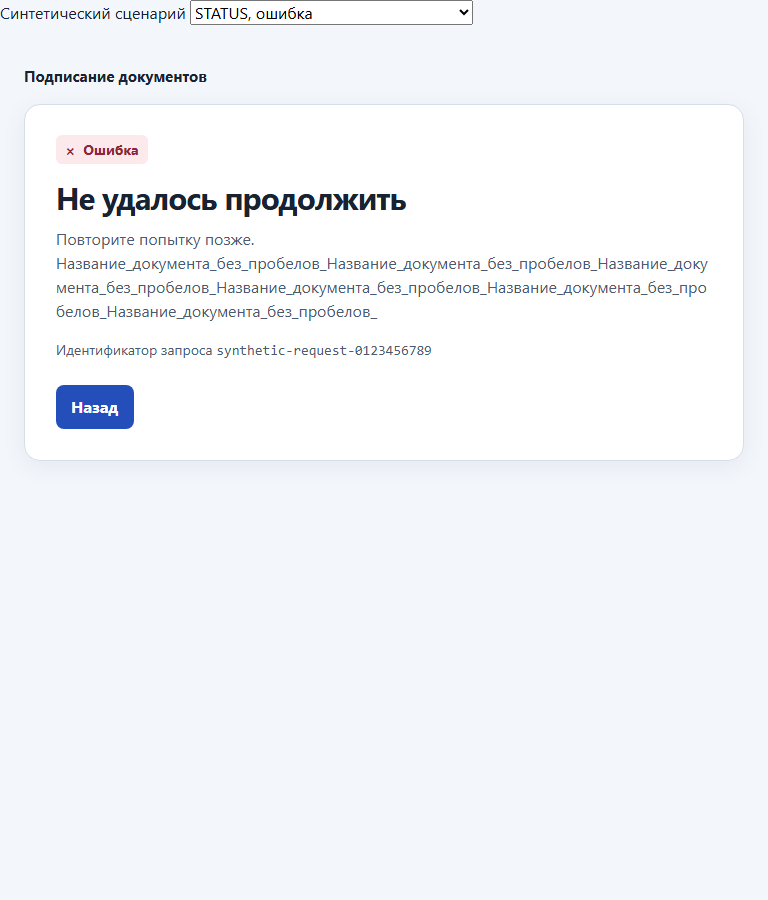 Синтетический сценарий STATUS, ошибка
Подписание документов
× Ошибка
Не удалось продолжить
Повторите попытку позже.
Название_документа_без_пробелов_Название_документа_без_пробелов_Название_доку
мента_без_пробелов_Название_документа_без_пробелов_Название_документа_без_про
белов_Название_документа_без_пробелов_
Идентификатор запроса synthetic-request-0123456789
Назад